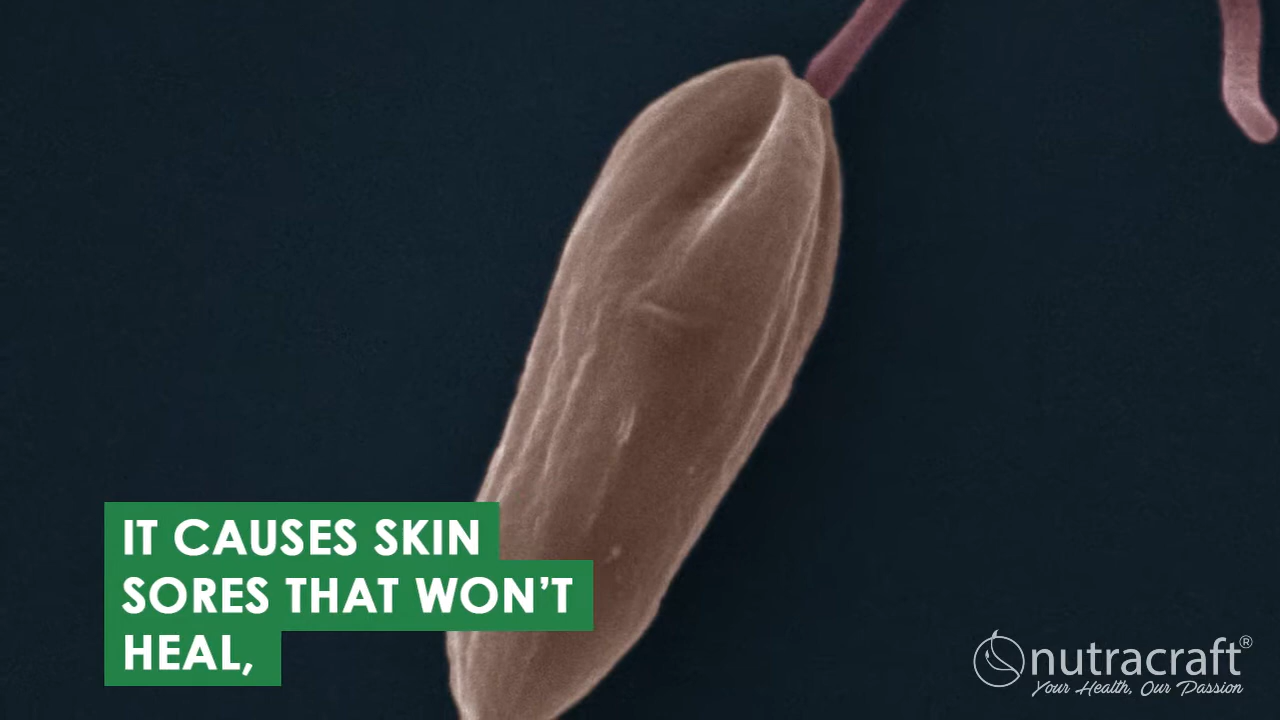 IT CAUSES SKIN
SORES THAT WON'T
HEAL,
nutracraft®
Your Health, Our Passion